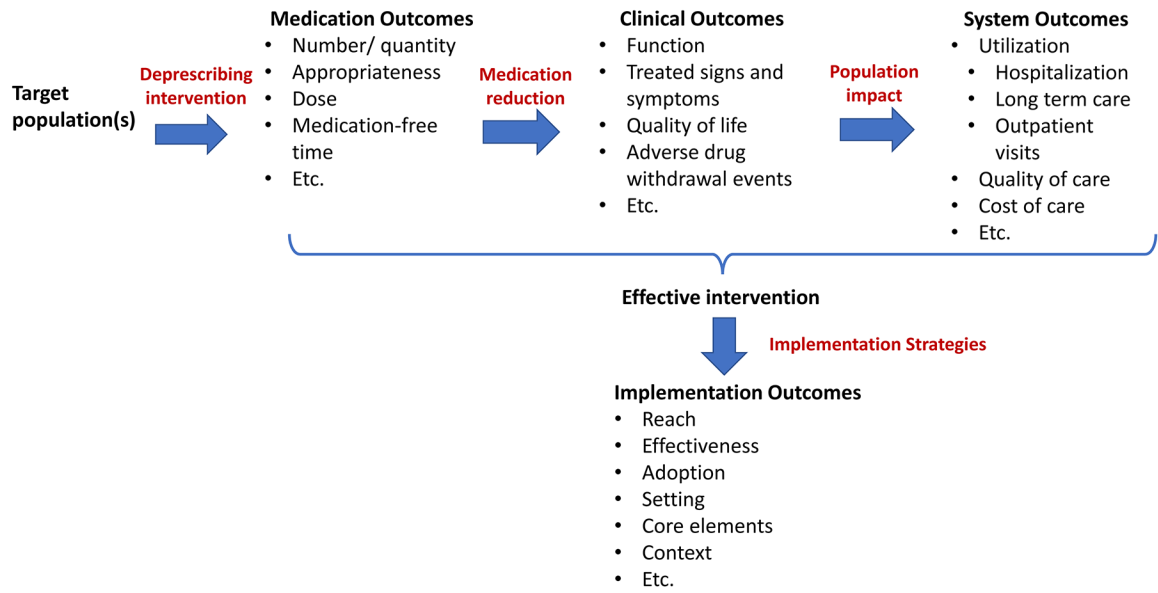 Target
population(s)
Deprescribing
intervention
Medication Outcomes
• Number/ quantity
• Appropriateness
• Dose
• Medication-free
time
• Etc.
Medication
reduction
Clinical Outcomes
• Function
• Treated signs and
symptoms
• Quality of life
• Adverse drug
withdrawal events
• Etc.
Population
impact
System Outcomes
• Utilization
• Hospitalization
• Long term care
• Outpatient
visits
• Quality of care
• Cost of care
• Etc.
Effective intervention
Implementation Strategies
Implementation Outcomes
• Reach
• Effectiveness
• Adoption
• Setting
• Core elements
• Context
• Etc.